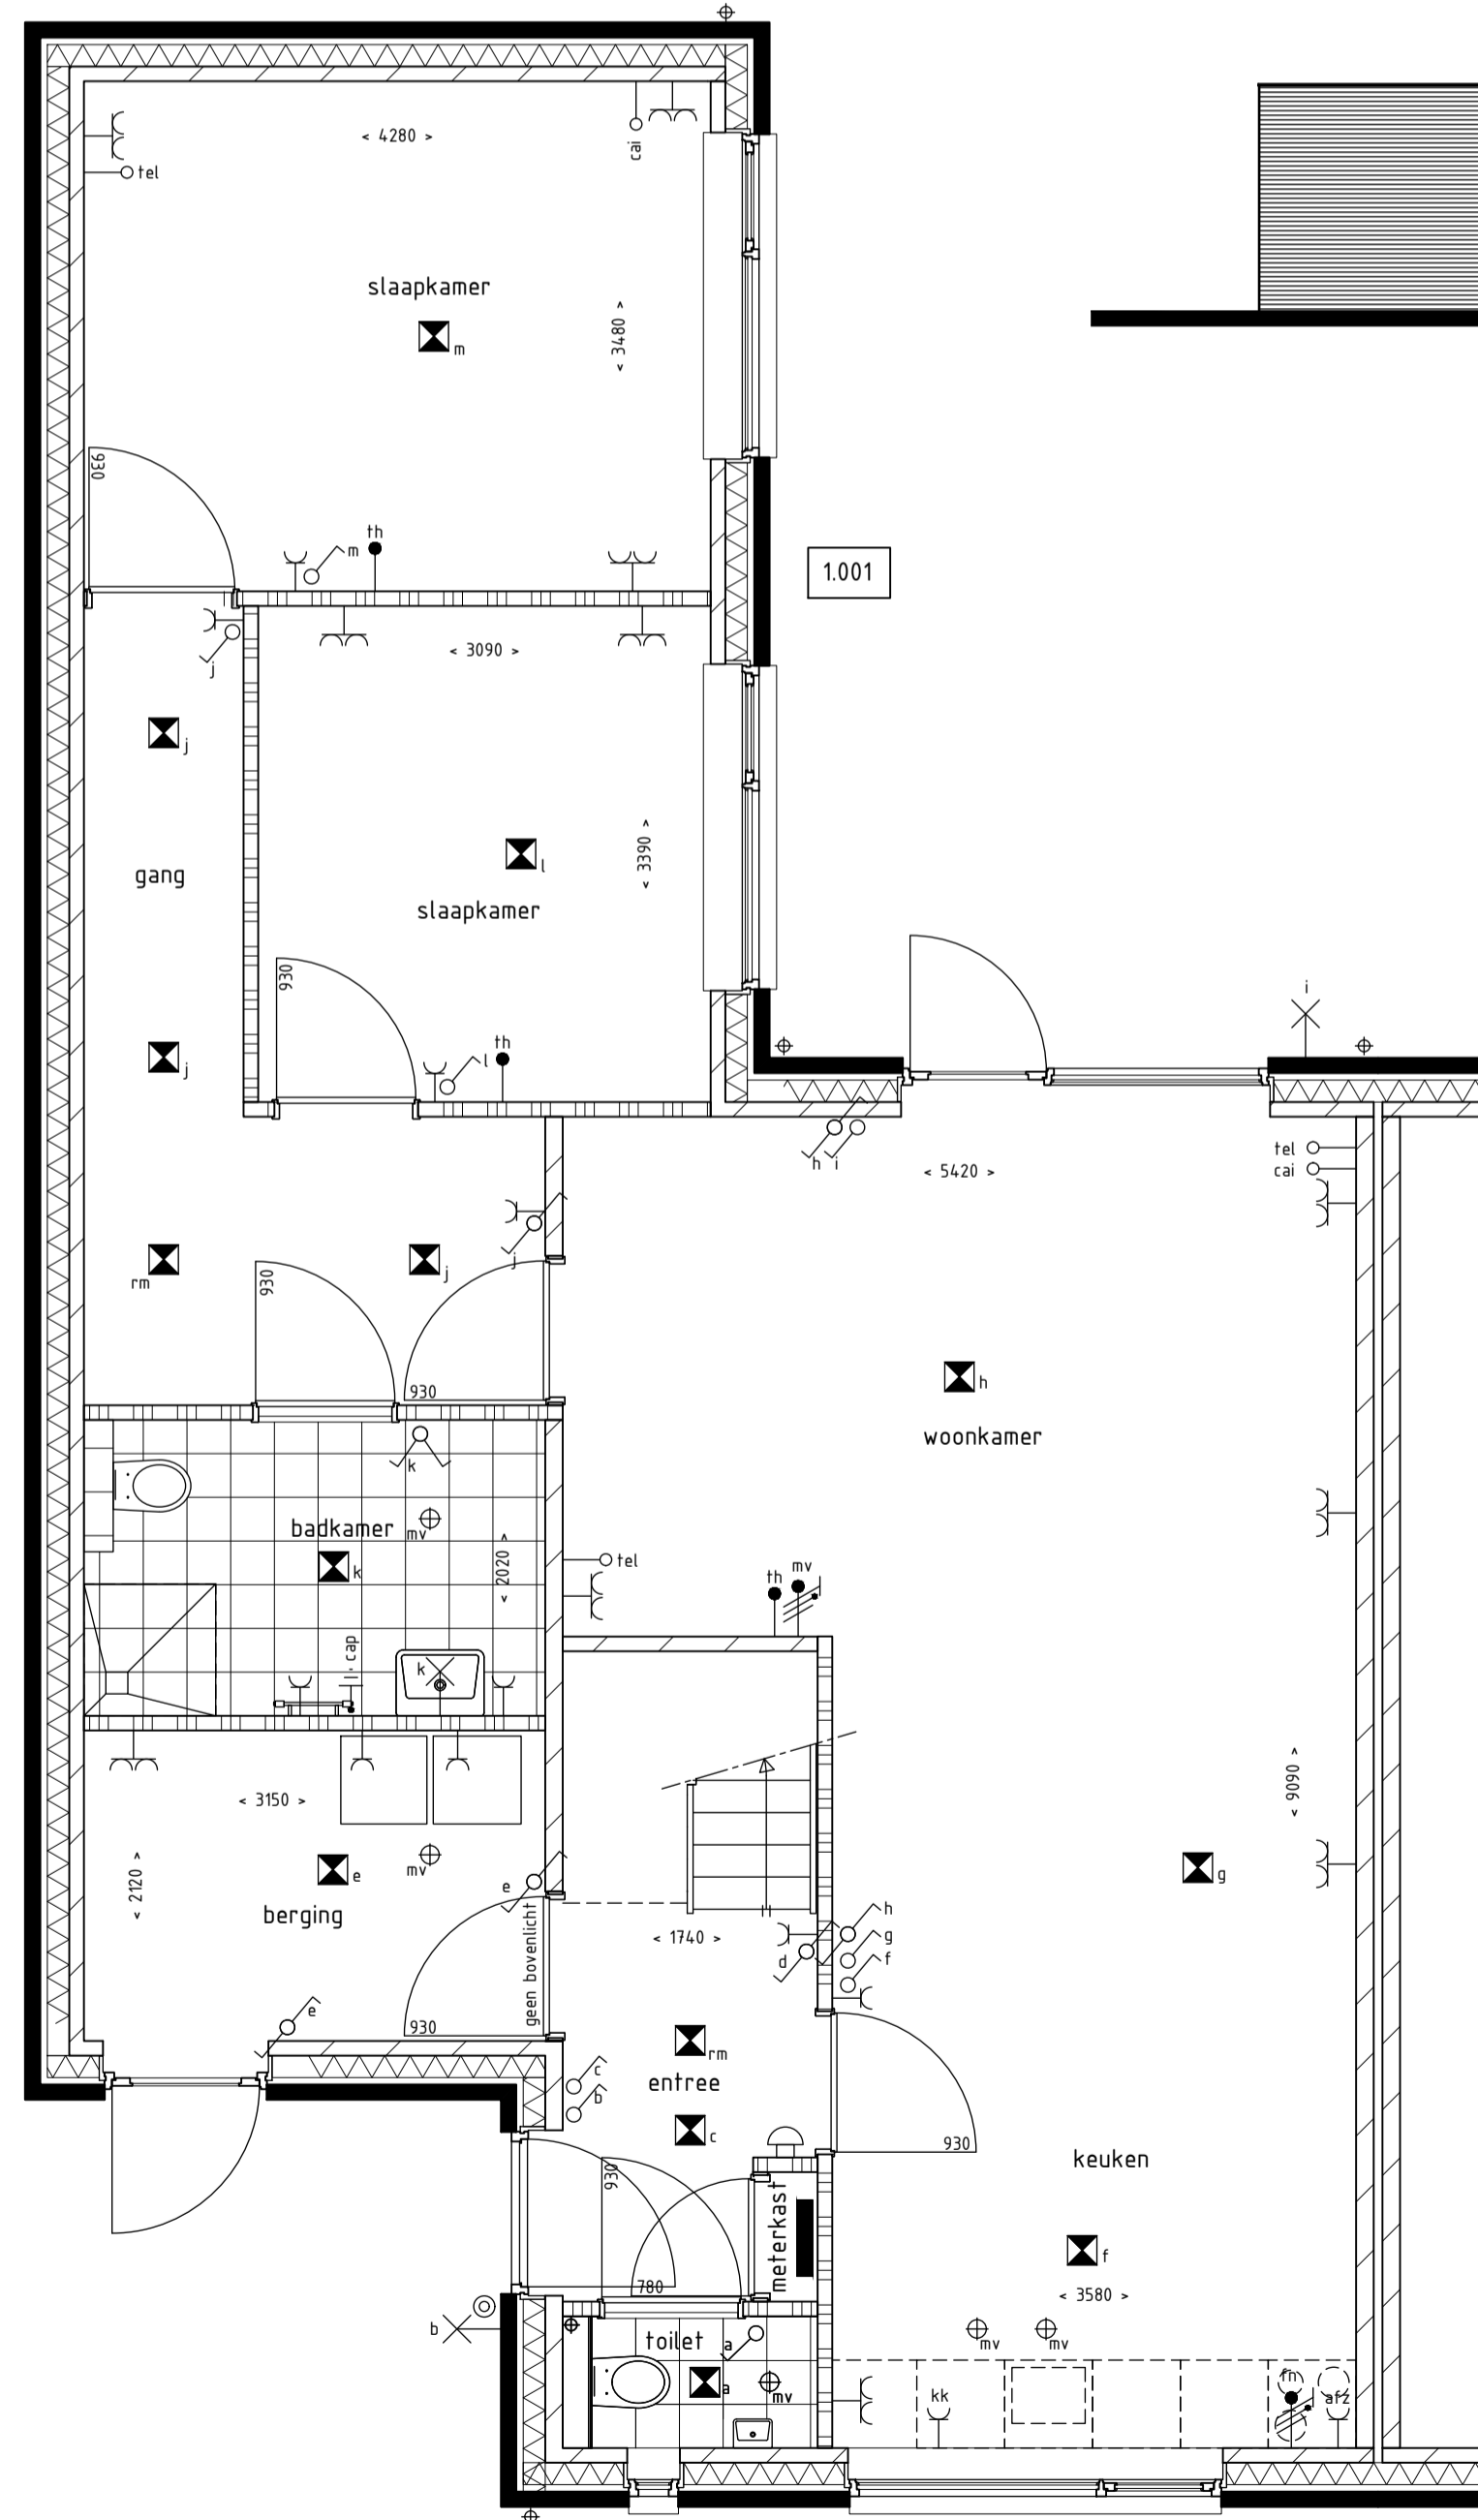 < 4280 >
cai
tel
slaapkamer
< 3480 >
m
930
m
th
1.001
j
< 3090 >
j
gang
l
< 3390 >
slaapkamer
930
l
th
j
i
h i
< 5420 >
tel
cai
j
rm
j
930
930
h
woonkamer
k
badkamer
mv
k
< 2020 >
tel
th
mv
k
cap
< 3150 >
< 2120 >
mv
e
e
berging
geen bovenlicht
930
e
< 1740 >
d
h
g
f
g
< 9090 >
rm
entree
c
b
c
930
930
keuken
meterkast
780
f
< 3580 >
b
toilet
a
a
mv
mv
mv
kk
fn
afz